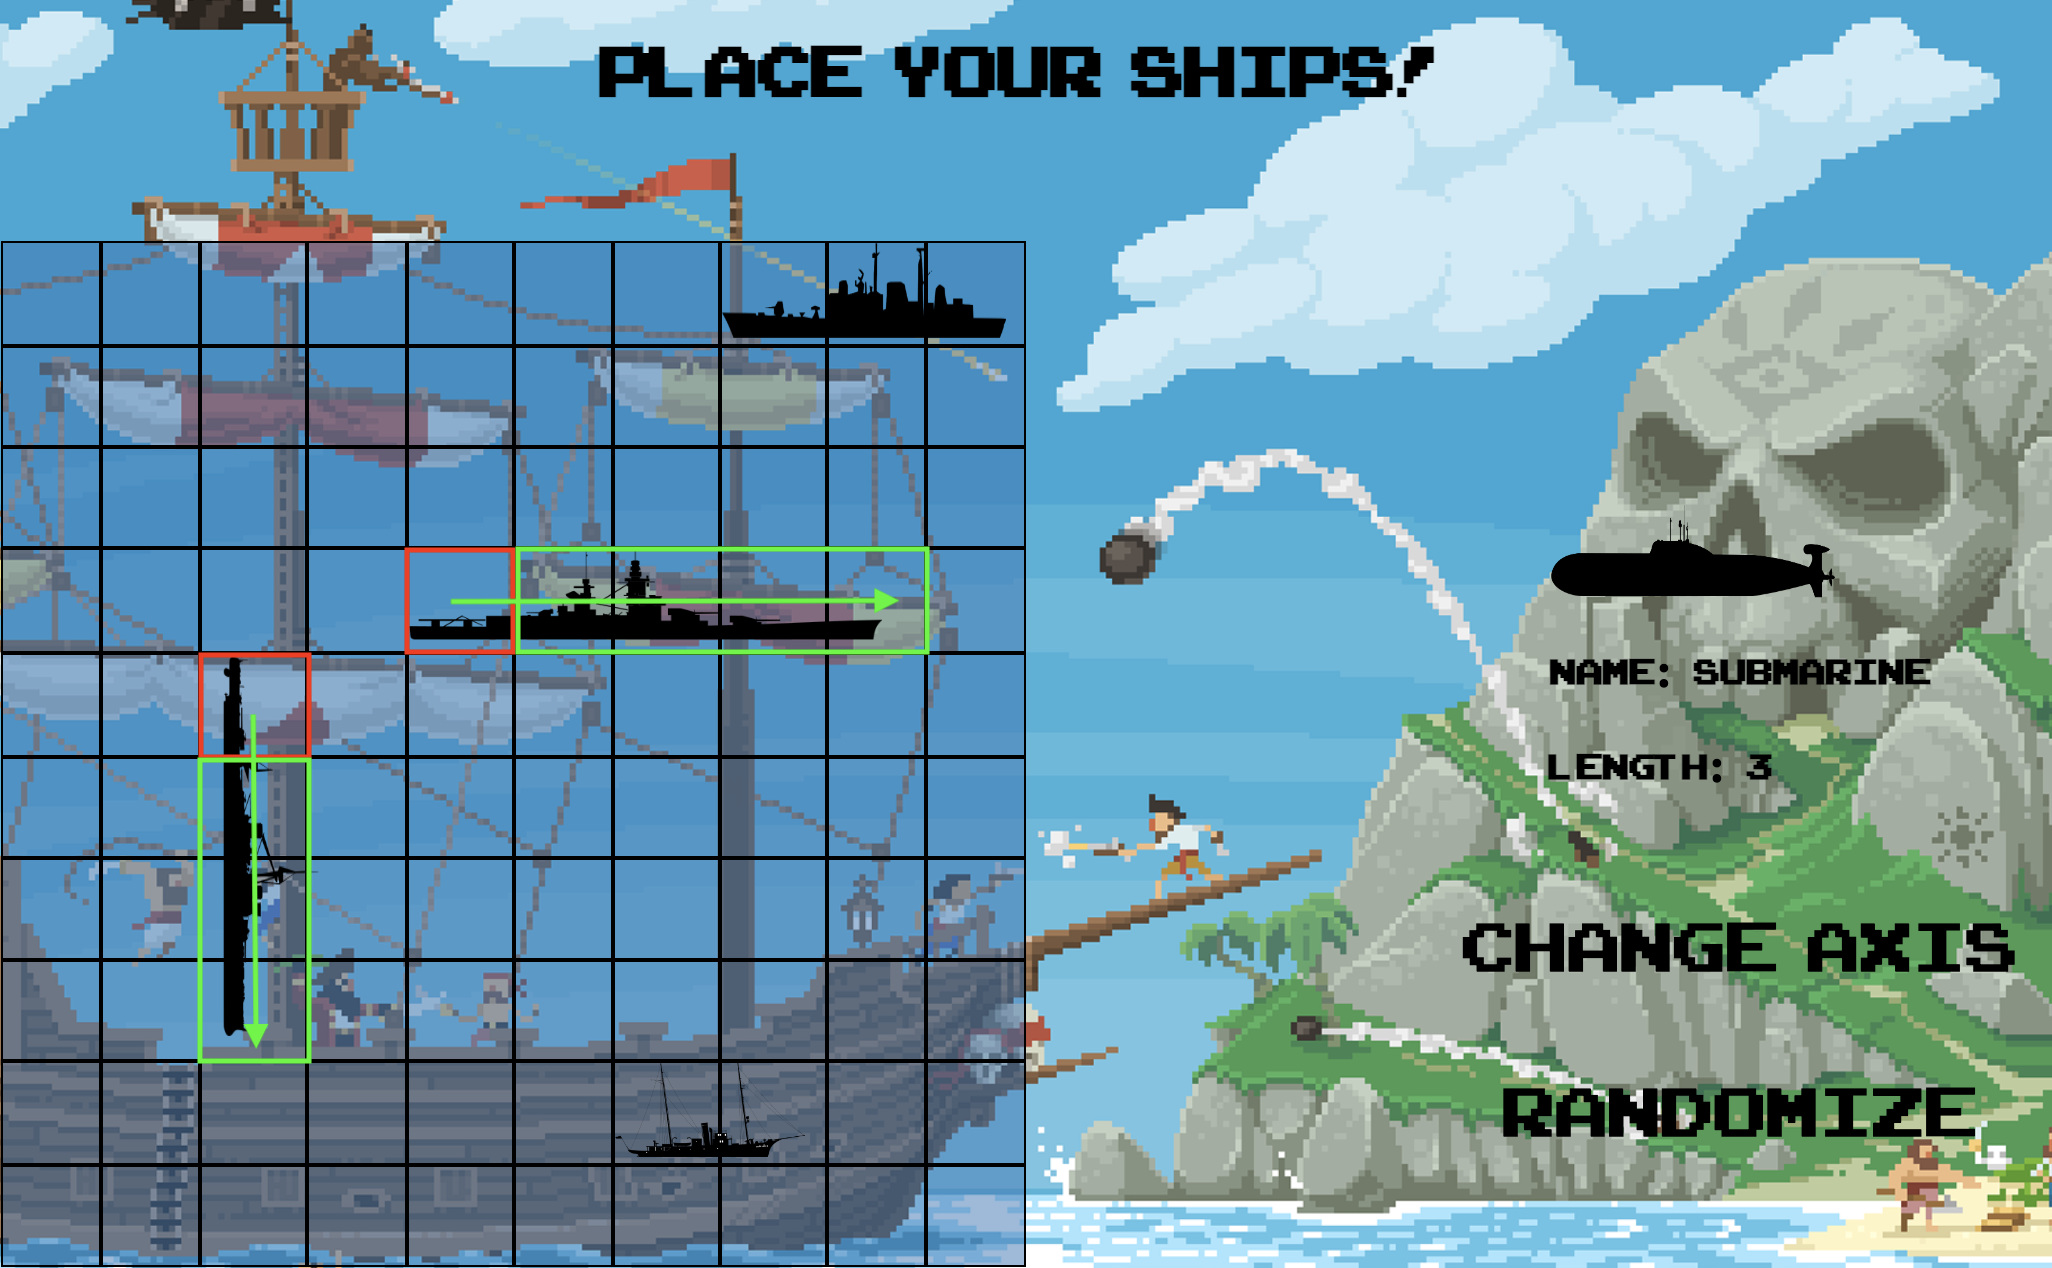 PLACE YOUR SHIPS!
NAME: SUBMARINE
LENGTH: 3
CHANGE AXIS
RANDOMIZE